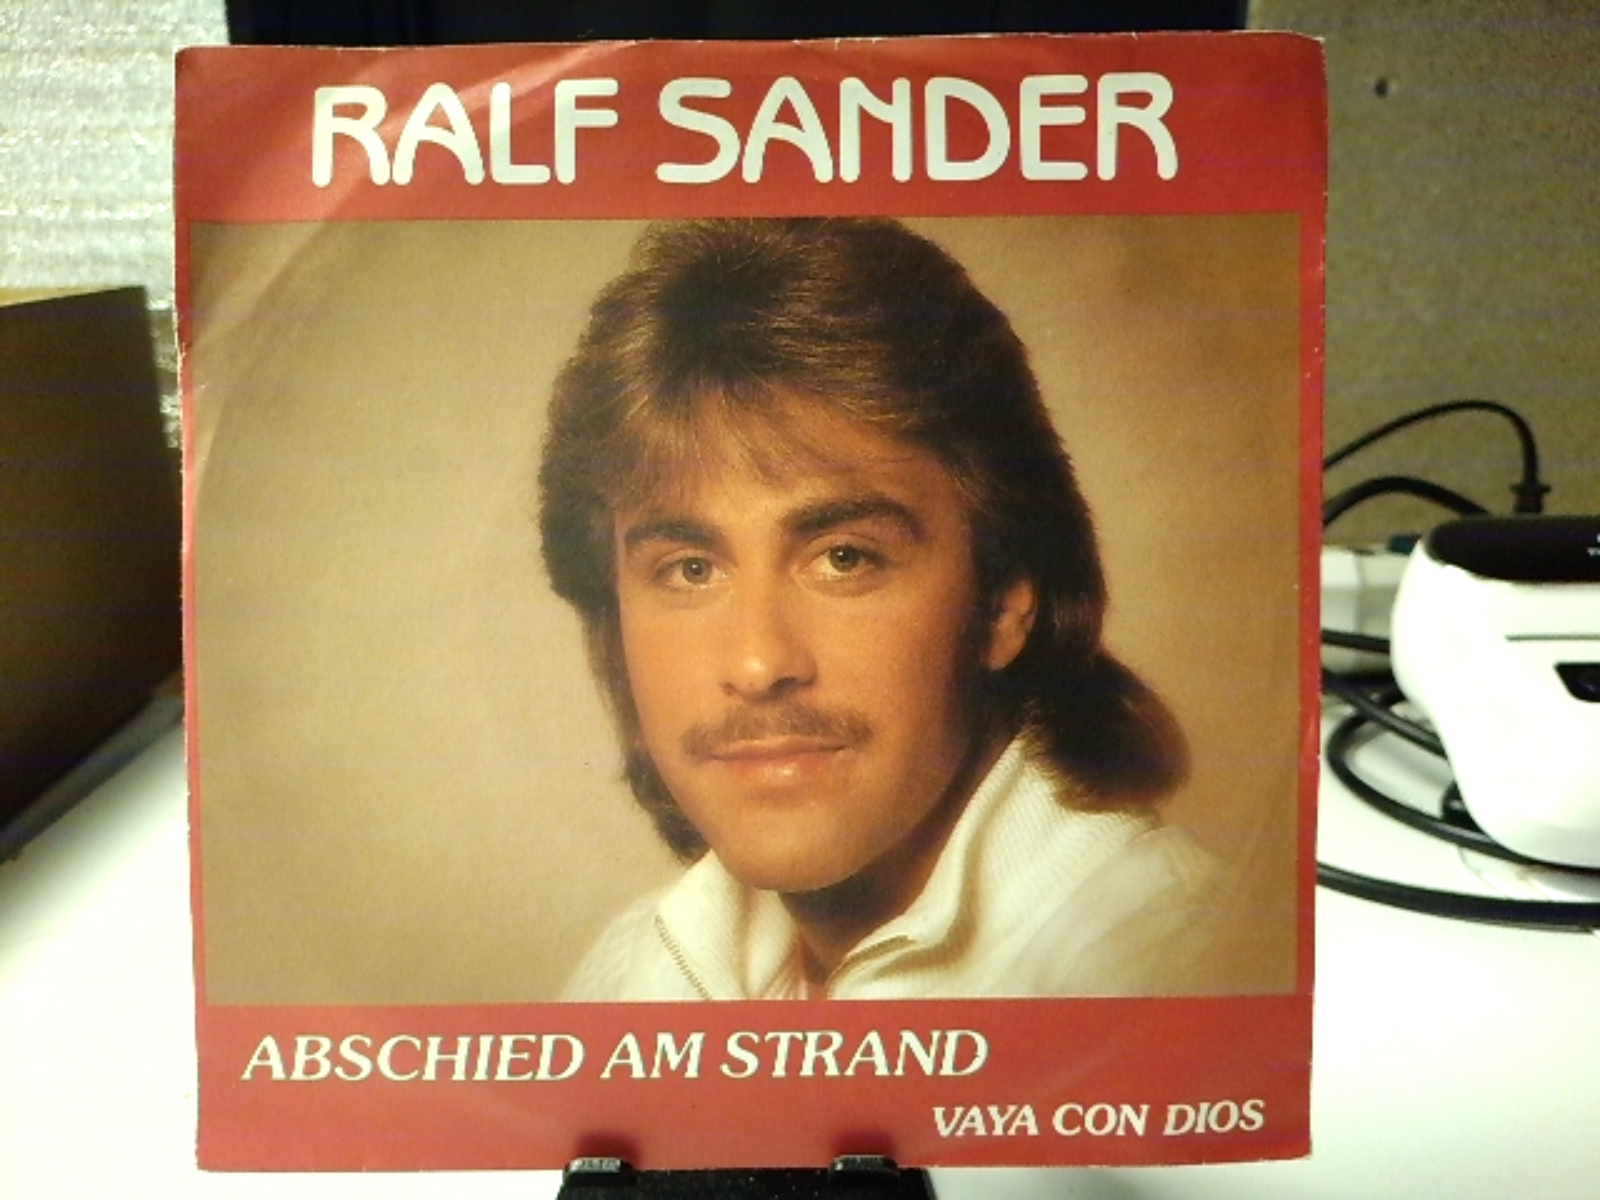 RALF SANDER
ABSCHIED AM STRAND
VAYA CON DIOS